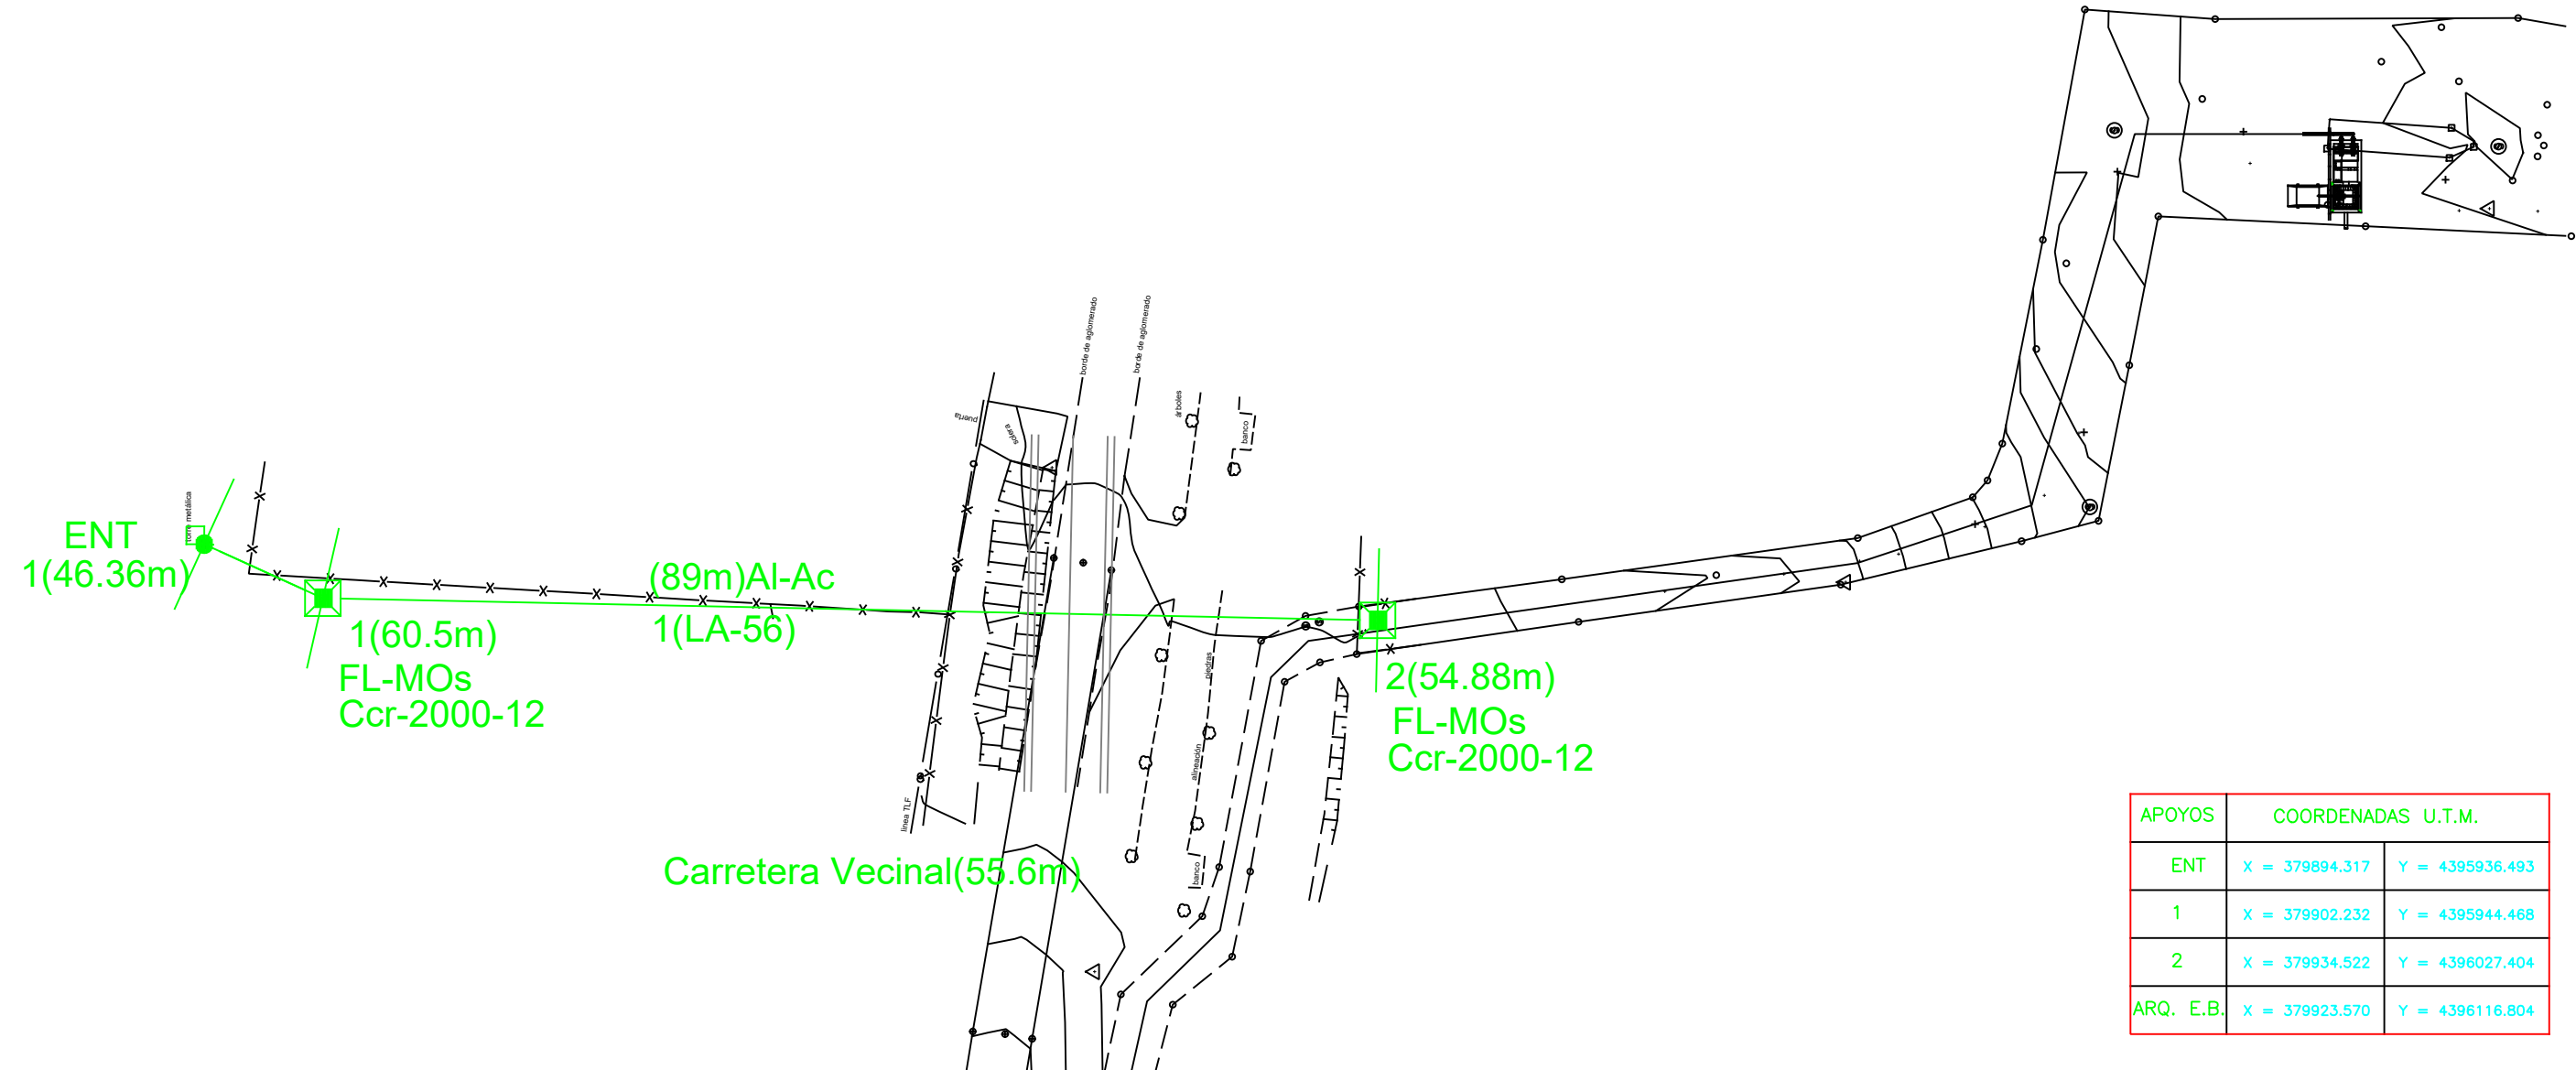 ENT
1(46.36m)
torre metálica
1(60.5m)
FL-MOs
Ccr-2000-12
(89m)Al-Ac
1(LA-56)
puerta
solera
borde de aglomerado
borde de aglomerado
árboles
banco
línea TLF
piedras
alineación
banco
Carretera Vecinal(55.6m)
2(54.88m)
FL-MOs
Ccr-2000-12
APOYOS COORDENADAS U.T.M.
ENT X = 379894.317 Y = 4395936.493
1 X = 379902.232 Y = 4395944.468
2 X = 379934.522 Y = 4396027.404
ARQ. E.B. X = 379923.570 Y = 4396116.804